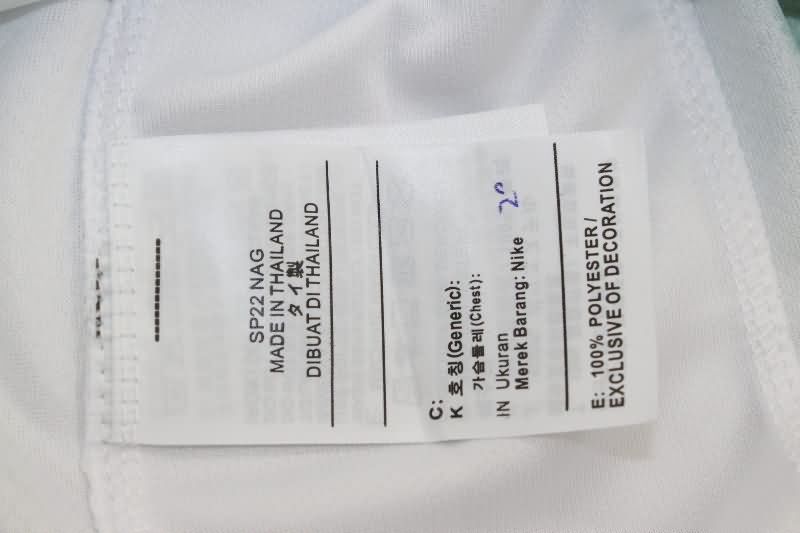 SP22 NAG
MADE IN THAILAND
タイ製
DIBUAT DI THAILAND
C:
K 호칭(Generic):
가슴둘레(Chest):
IN Ukuran
Merek Barang: Nike
20
E: 100% POLYESTER/
EXCLUSIVE OF DECORATION